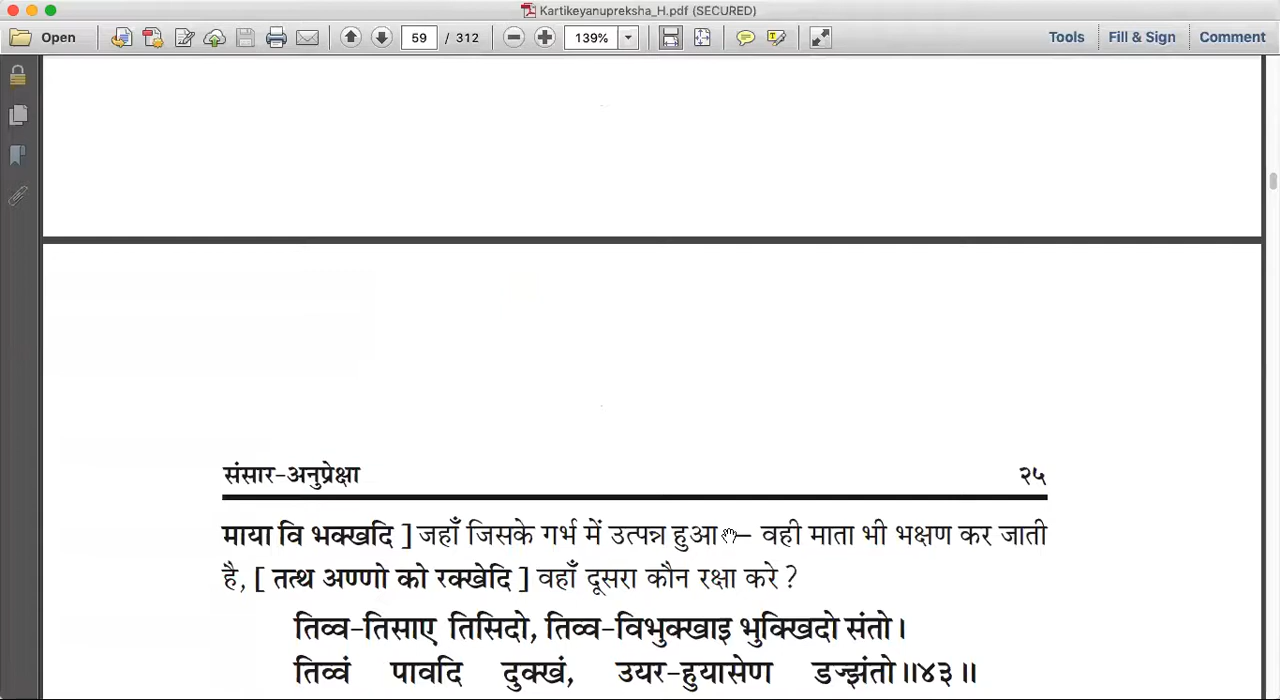 Kartikeyanupreksha_H.pdf (SECURED)
Open 59 / 312 139% Tools Fill & Sign Comment
संसार-अनुप्रेक्षा २५
माया वि भक्खदि ] जहाँ जिसके गर्भ में उत्पन्न हुआ – वही माता भी भक्षण कर जाती
है, [ तत्थ अण्णो को रक्खेदि ] वहाँ दूसरा कौन रक्षा करे ?
तिव्व-तिसाए तिसिदो, तिव्व-विभुक्खाइ भुक्खिदो संतो।
तिव्वं पावदि दुक्खं, उयर-हुयासेण डज्झंतो॥४३॥